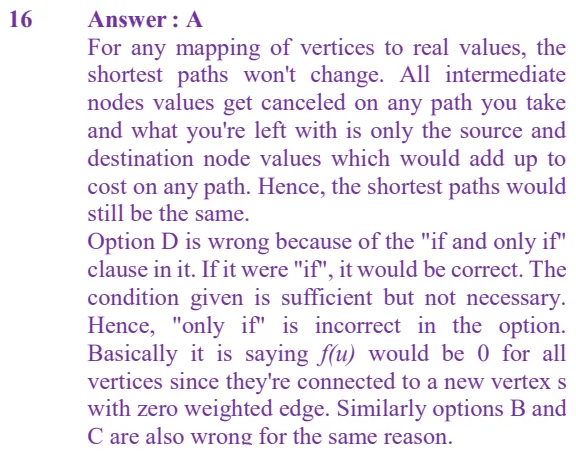 16 Answer : A
For any mapping of vertices to real values, the
shortest paths won't change. All intermediate
nodes values get canceled on any path you take
and what you're left with is only the source and
destination node values which would add up to
cost on any path. Hence, the shortest paths would
still be the same.
Option D is wrong because of the "if and only if"
clause in it. If it were "if", it would be correct. The
condition given is sufficient but not necessary.
Hence, "only if" is incorrect in the option.
Basically it is saying f(u) would be 0 for all
vertices since they're connected to a new vertex s
with zero weighted edge. Similarly options B and
C are also wrong for the same reason.